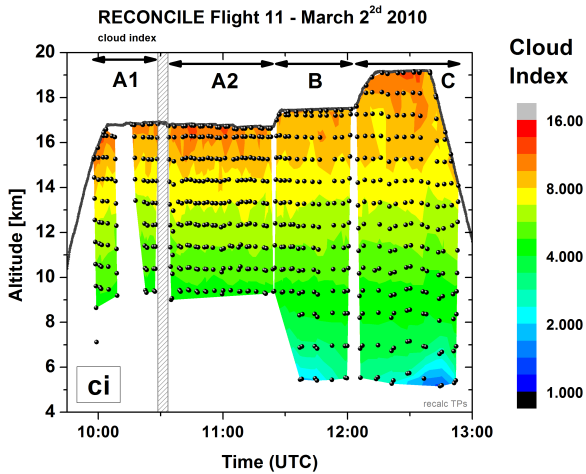 RECONCILE Flight 11 - March 2²ᵈ 2010
cloud index
Cloud
Index
A1 A2 B C
20
18
16
14
12
10
8
6
4
Altitude [km]
ci
recalc TPs
10:00 11:00 12:00 13:00
Time (UTC)
16.00
8.000
4.000
2.000
1.000